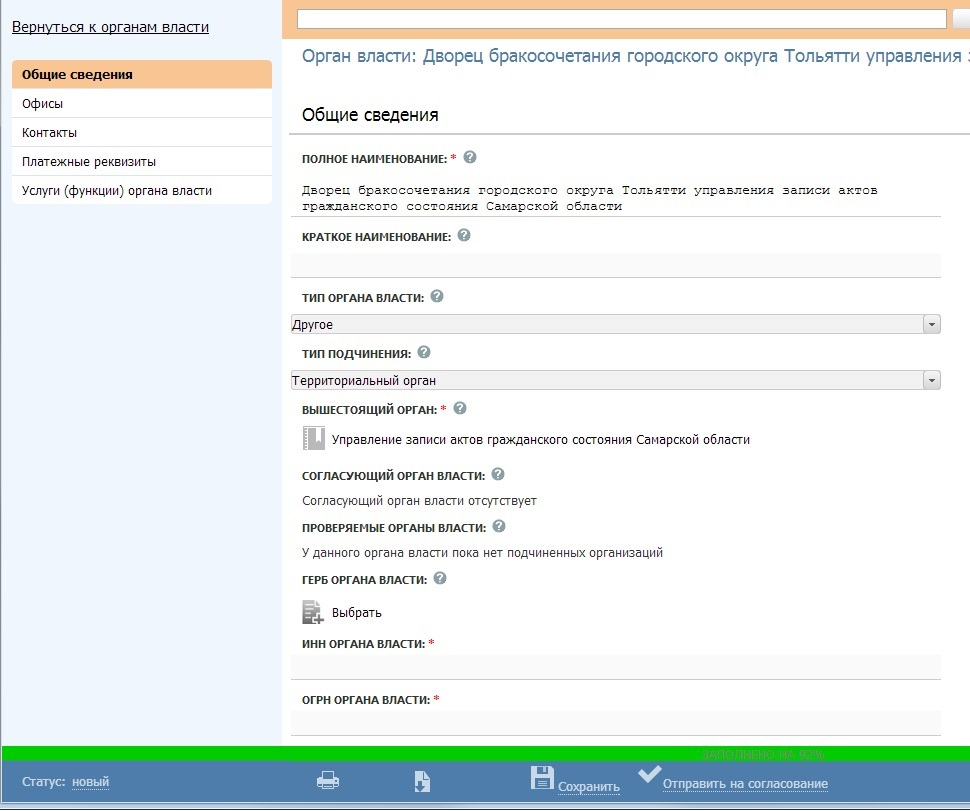 Вернуться к органам власти
Общие сведения
Офисы
Контакты
Платежные реквизиты
Услуги (функции) органа власти
Орган власти: Дворец бракосочетания городского округа Тольятти управления
Общие сведения
ПОЛНОЕ НАИМЕНОВАНИЕ: * ?
Дворец бракосочетания городского округа Тольятти управления записи актов
гражданского состояния Самарской области
КРАТКОЕ НАИМЕНОВАНИЕ: ?
ТИП ОРГАНА ВЛАСТИ: ?
Другое
ТИП ПОДЧИНЕНИЯ: ?
Территориальный орган
ВЫШЕСТОЯЩИЙ ОРГАН: * ?
Управление записи актов гражданского состояния Самарской области
СОГЛАСУЮЩИЙ ОРГАН ВЛАСТИ: ?
Согласующий орган власти отсутствует
ПРОВЕРЯЕМЫЕ ОРГАНЫ ВЛАСТИ: ?
У данного органа власти пока нет подчиненных организаций
ГЕРБ ОРГАНА ВЛАСТИ: ?
Выбрать
ИНН ОРГАНА ВЛАСТИ: *
ОГРН ОРГАНА ВЛАСТИ: *
ЗАПОЛНЕНО НА 92%
Статус: новый
Сохранить
Отправить на согласование